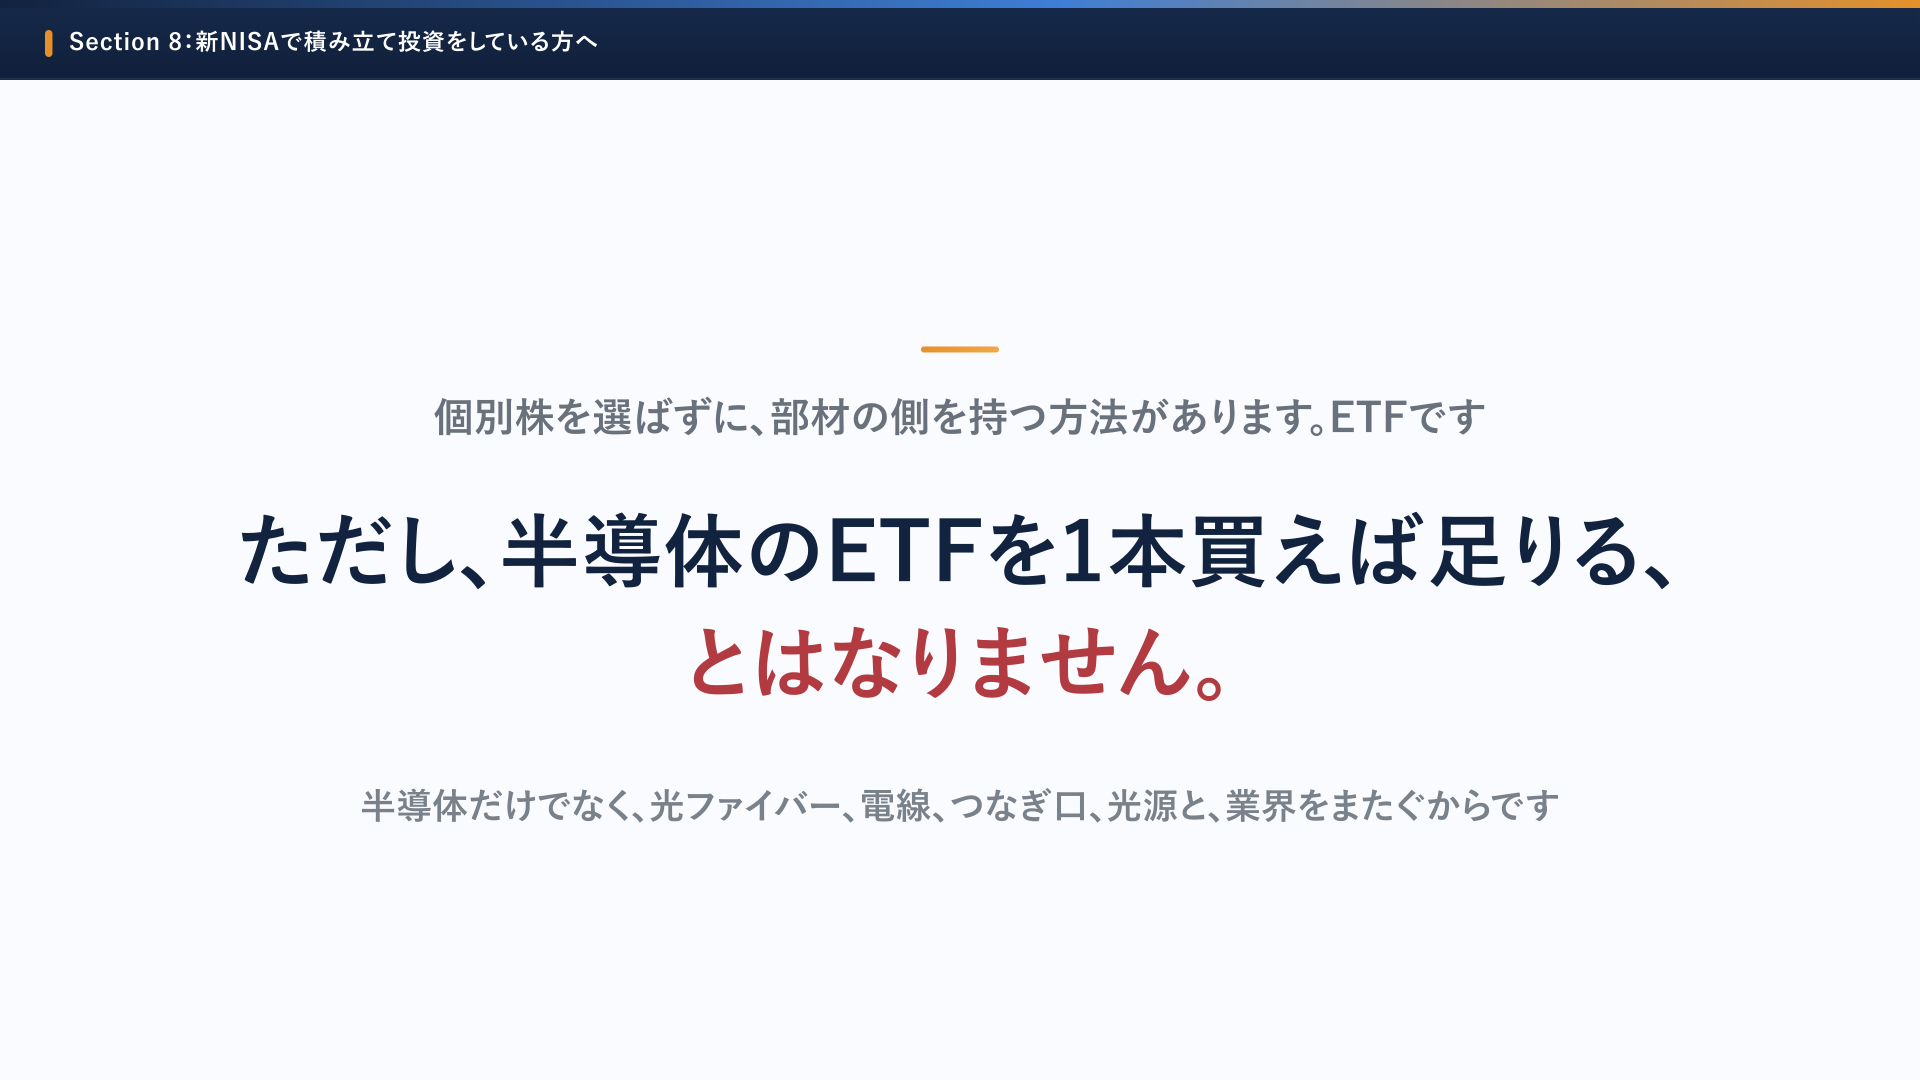 Section 8：新NISAで積み立て投資をしている方へ
個別株を選ばずに、部材の側を持つ方法があります。ETFです
ただし、半導体のETFを1本買えば足りる、
とはなりません。
半導体だけでなく、光ファイバー、電線、つなぎ口、光源と、業界をまたぐからです